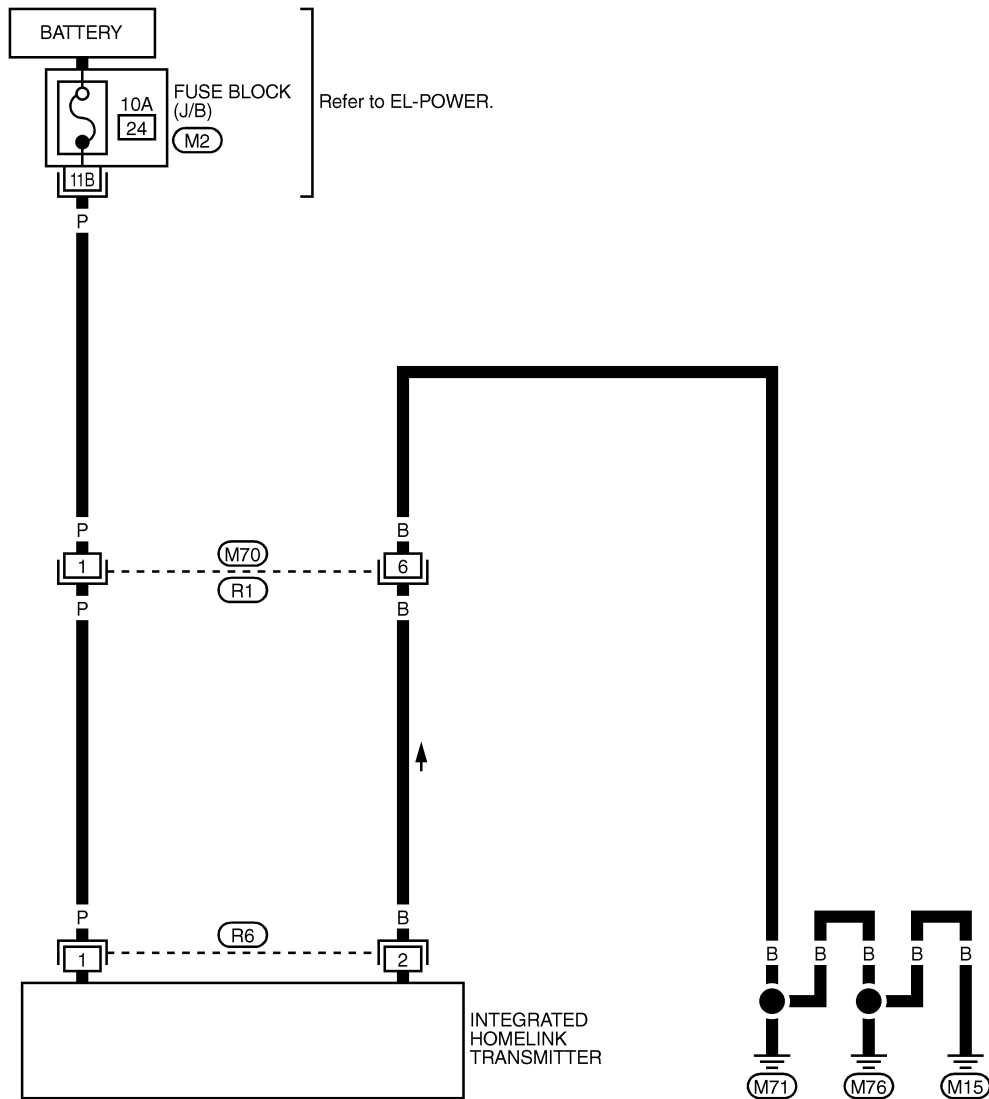 BATTERY
FUSE BLOCK
(J/B)
10A
24
M2
Refer to EL-POWER.
11B
P
P
B
1
M70
6
R1
P
B
P
B
R6
1
2
INTEGRATED
HOMELINK
TRANSMITTER
B
B
B
B
B
M71
M76
M15